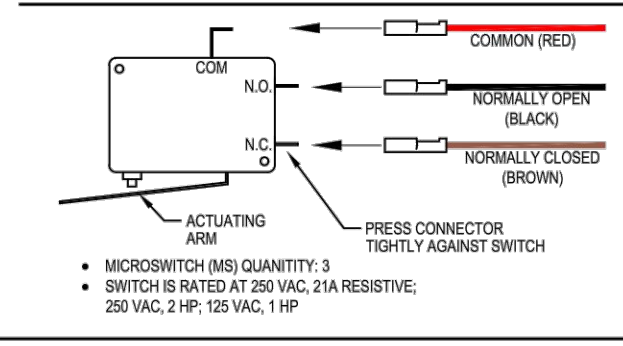 COMMON (RED)
COM
N.O.
NORMALLY OPEN
(BLACK)
N.C.
NORMALLY CLOSED
(BROWN)
ACTUATING
ARM
PRESS CONNECTOR
TIGHTLY AGAINST SWITCH
• MICROSWITCH (MS) QUANITITY: 3
• SWITCH IS RATED AT 250 VAC, 21A RESISTIVE;
250 VAC, 2 HP; 125 VAC, 1 HP